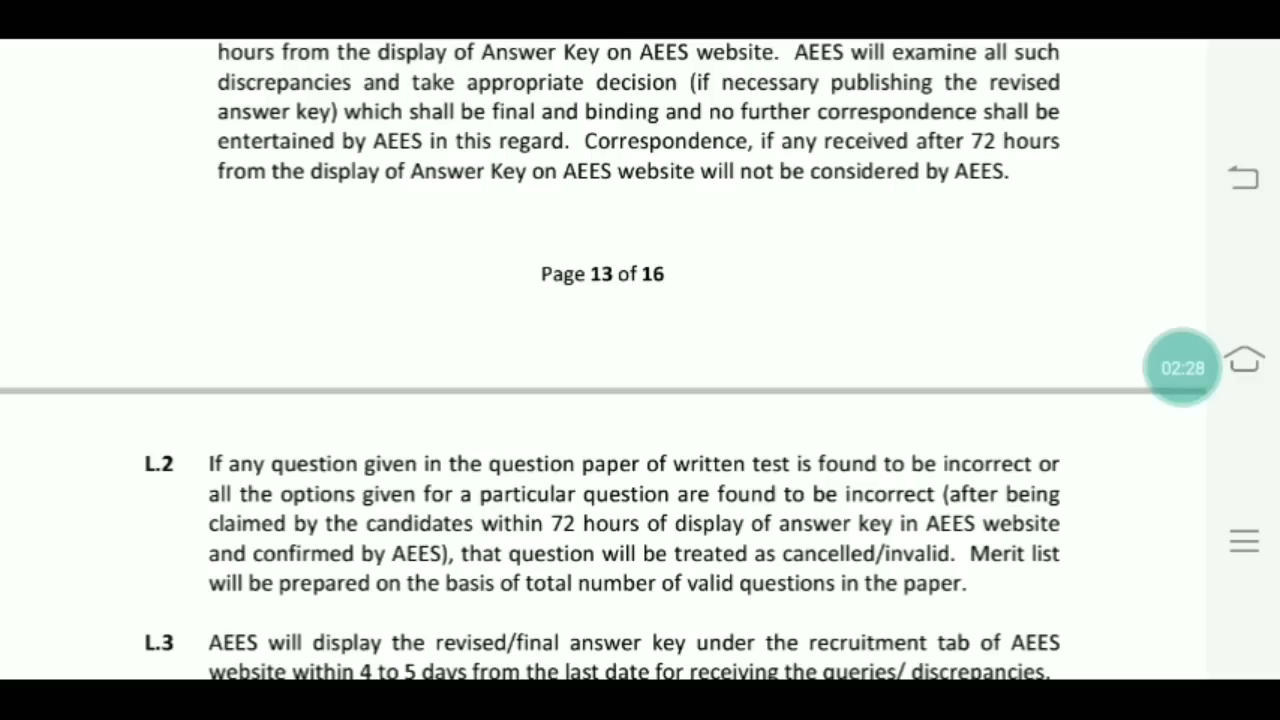 hours from the display of Answer Key on AEES website. AEES will examine all such
discrepancies and take appropriate decision (if necessary publishing the revised
answer key) which shall be final and binding and no further correspondence shall be
entertained by AEES in this regard. Correspondence, if any received after 72 hours
from the display of Answer Key on AEES website will not be considered by AEES.
Page 13 of 16
02:28
L.2 If any question given in the question paper of written test is found to be incorrect or
all the options given for a particular question are found to be incorrect (after being
claimed by the candidates within 72 hours of display of answer key in AEES website
and confirmed by AEES), that question will be treated as cancelled/invalid. Merit list
will be prepared on the basis of total number of valid questions in the paper.
L.3 AEES will display the revised/final answer key under the recruitment tab of AEES
website within 4 to 5 days from the last date for receiving the queries/ discrepancies.